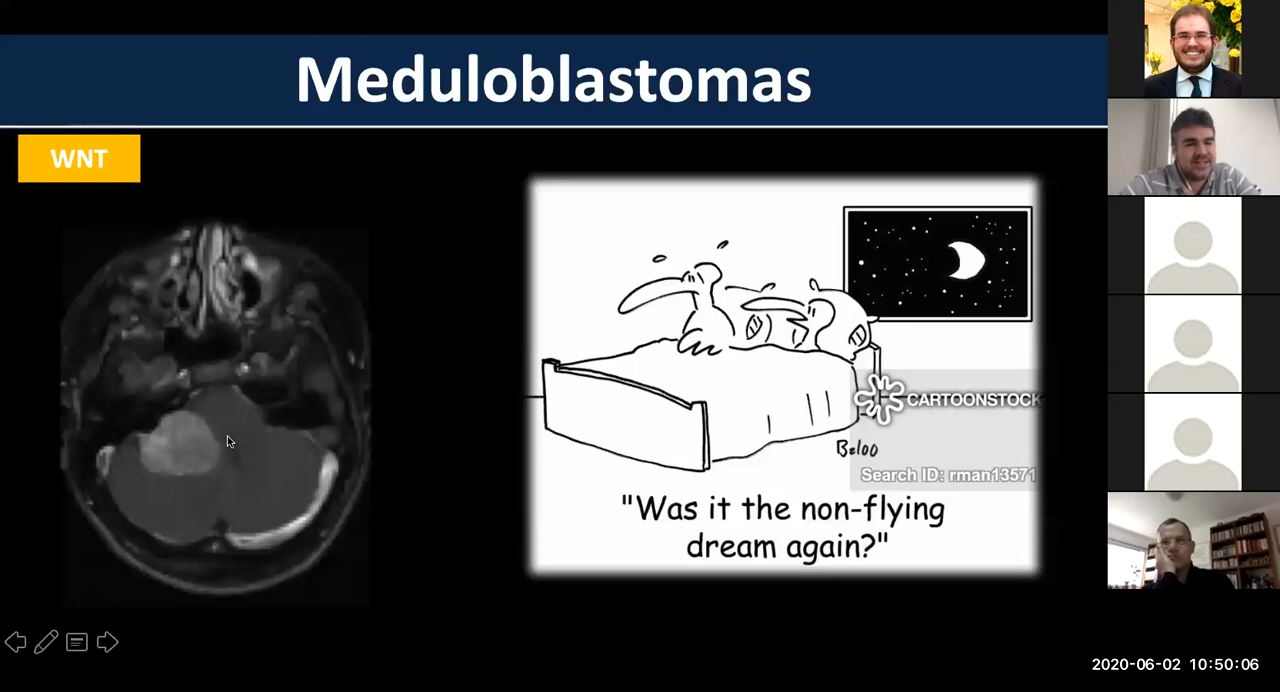 Meduloblastomas
WNT
CARTOONSTOCK
Beloo
Search ID: rman13571
"Was it the non-flying
dream again?"
2020-06-02 10:50:06